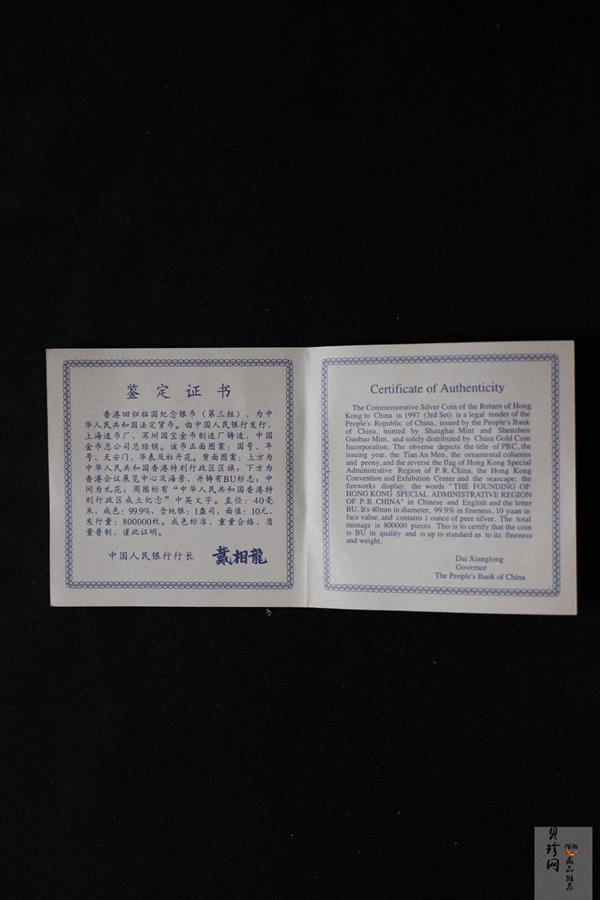 鉴定证书
香港回归祖国纪念银币(第三组),为中
华人民共和国法定货币。由中国人民银行发行,
上海造币厂、深圳国宝金币制造厂铸造,中国
金币总公司总经销。该币正面图案:国号、年
号、天安门、华表及牡丹花。背面图案:上方为
中华人民共和国香港特别行政区区旗;下方为
香港会议展览中心及海景,并铸有BU标志;中
间为礼花;周围标有“中华人民共和国香港特
别行政区成立纪念”中英文字。直径:40毫
米,成色:99.9%,含纯银:1盎司,面值:10元,
发行量:800000枚。成色标准,重量合格,质
量普制,谨此证明。
中国人民银行行长 戴相龍
Certificate of Authenticity
The Commemorative Silver Coin of the Return of Hong
Kong to China in 1997 (3rd Set) is a legal tender of the
People's Republic of China, issued by the People's Bank
of China, minted by Shanghai Mint and Shenzhen
Guobao Mint, and solely distributed by China Gold Coin
Incorporation. The obverse depicts the title of PRC, the
issuing year, the Tian An Men, the ornamental columns
and peony, and the reverse the flag of Hong Kong Special
Administrative Region of P. R. China; the Hong Kong
Convention and Exhibition Center and the seascape; the
fireworks display; the words "THE FOUNDING OF
HONG KONG SPECIAL ADMINISTRATIVE REGION
OF P. R. CHINA" in Chinese and English and the letter
BU. It's 40mm in diameter, 99.9% in fineness, 10 yuan in
face value, and contains 1 ounce of pure silver. The total
mintage is 800000 pieces. This is to certify that the coin
is BU in quality and is up to standard as to its fineness
and weight.
Dai Xianglong
Governor
The People's Bank of China
贝珍网
藏品推荐